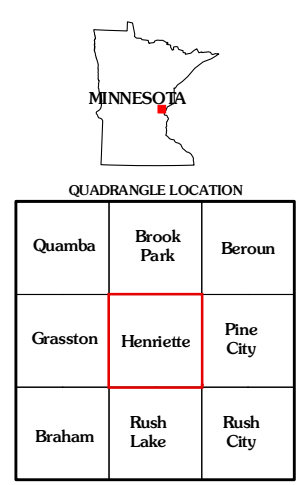 MINNESOTA
QUADRANGLE LOCATION
Quamba
Brook
Park
Beroun
Grasston
Henriette
Pine
City
Braham
Rush
Lake
Rush
City